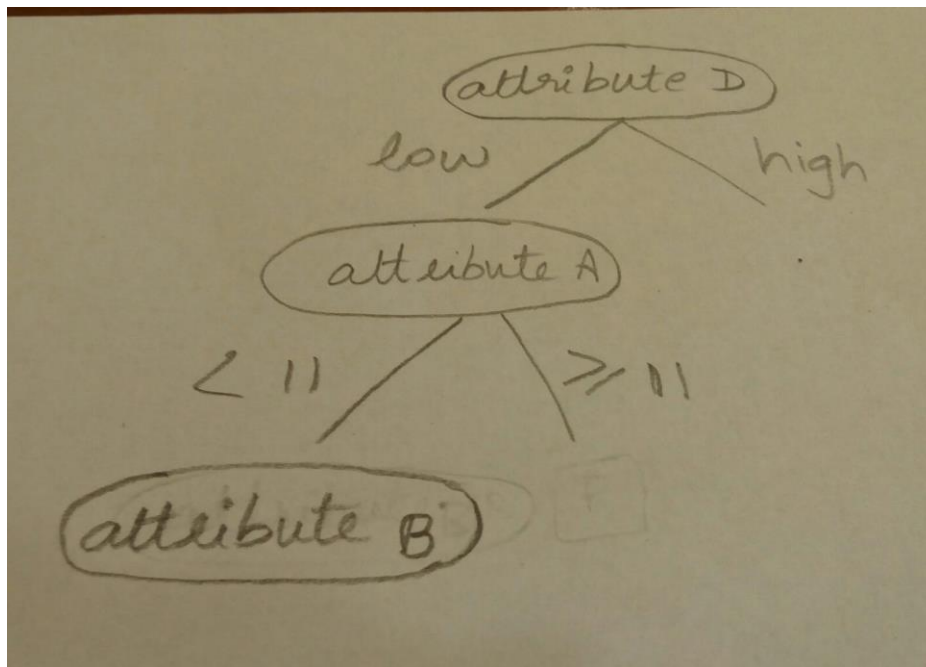 attribute D
low high
attribute A
< 11 ≥ 11
attribute B